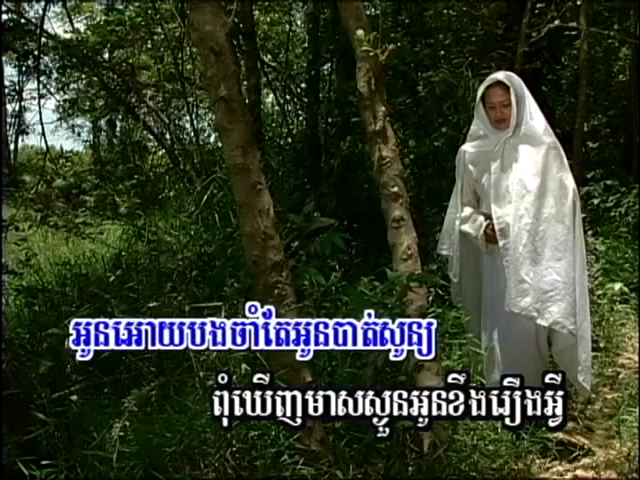 អូនអោយបងចាំតែអូនបាត់សូន្យ
ពុំឃើញមាសស្ងួនអូនខឹងរឿងអ្វី